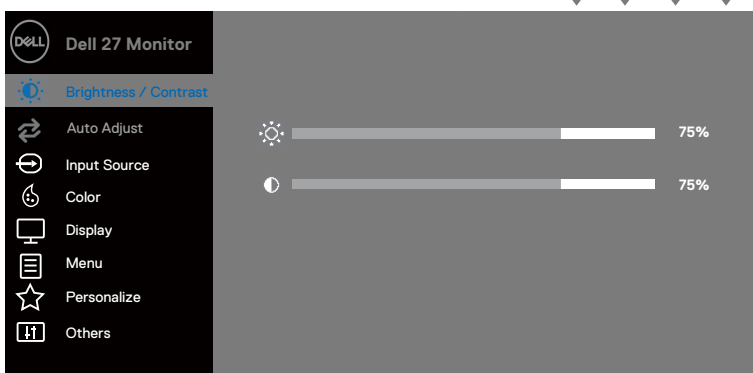 DELL
Dell 27 Monitor
Brightness / Contrast
Auto Adjust
75%
Input Source
Color
75%
Display
Menu
Personalize
Others